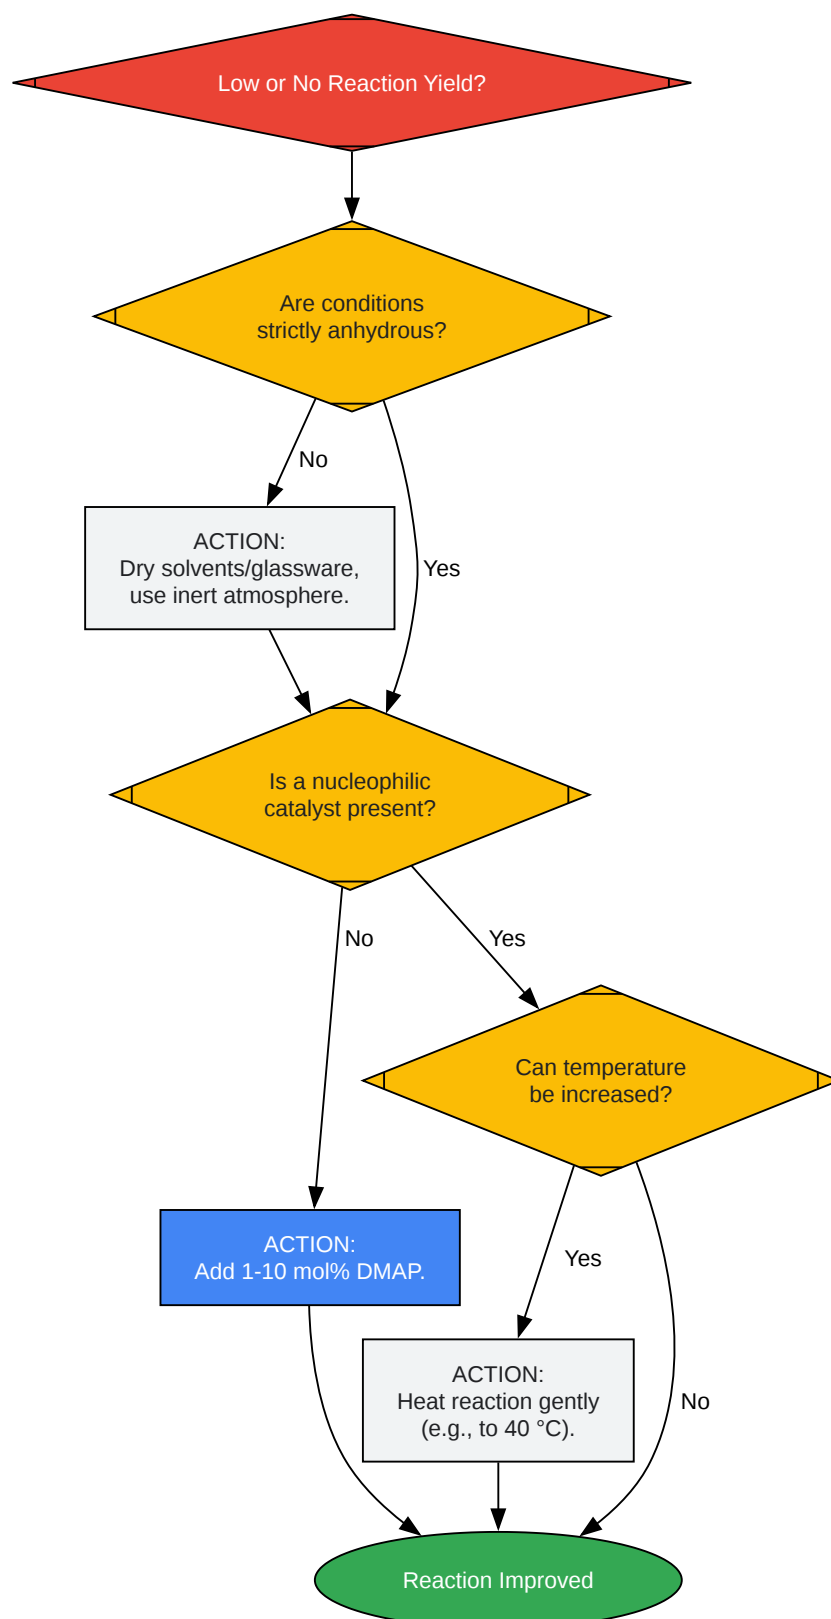 Low or No Reaction Yield?
Are conditions
strictly anhydrous?
No
Yes
ACTION:
Dry solvents/glassware,
use inert atmosphere.
Is a nucleophilic
catalyst present?
No
Yes
Can temperature
be increased?
ACTION:
Add 1-10 mol% DMAP.
Yes
No
ACTION:
Heat reaction gently
(e.g., to 40 °C).
Reaction Improved